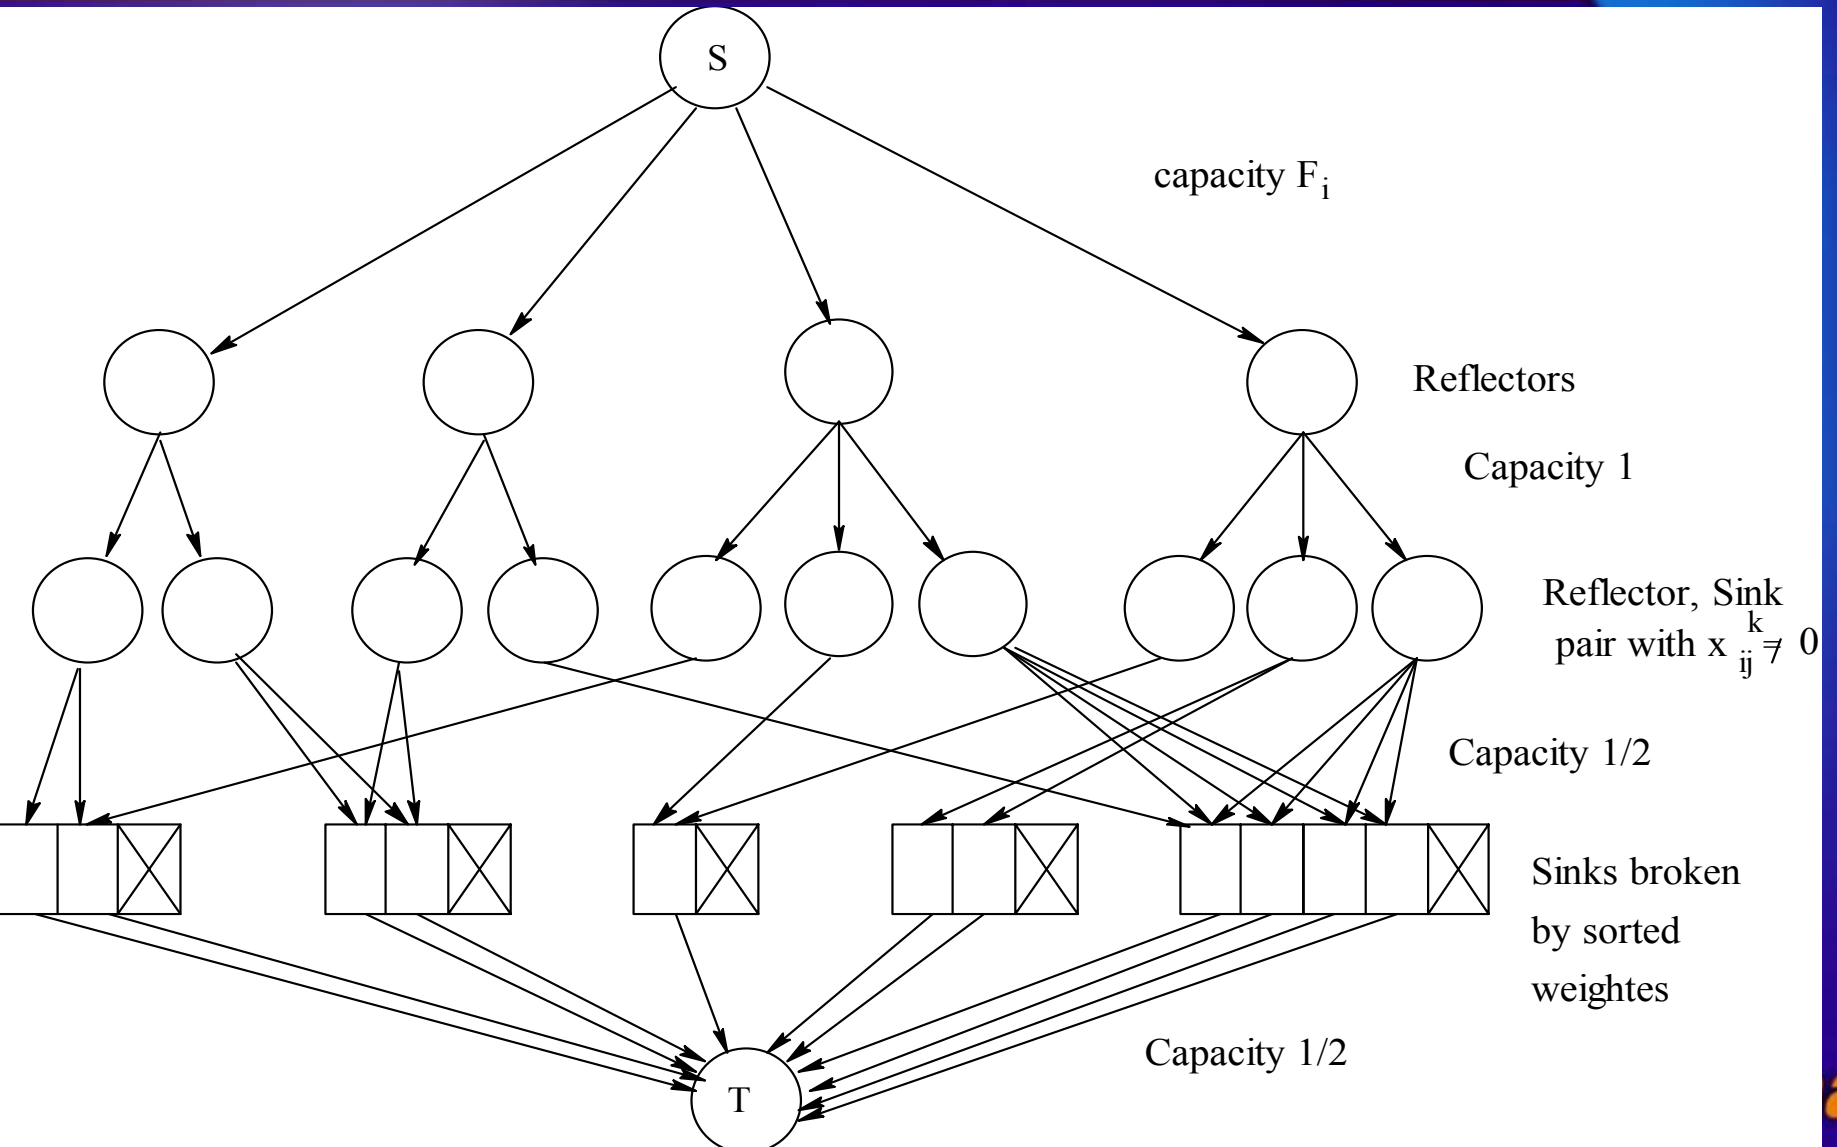 S
capacity F i
Reflectors
Capacity 1
Reflector, Sink
pair with x k ij ≠ 0
Capacity 1/2
Sinks broken
by sorted
weightes
Capacity 1/2
T